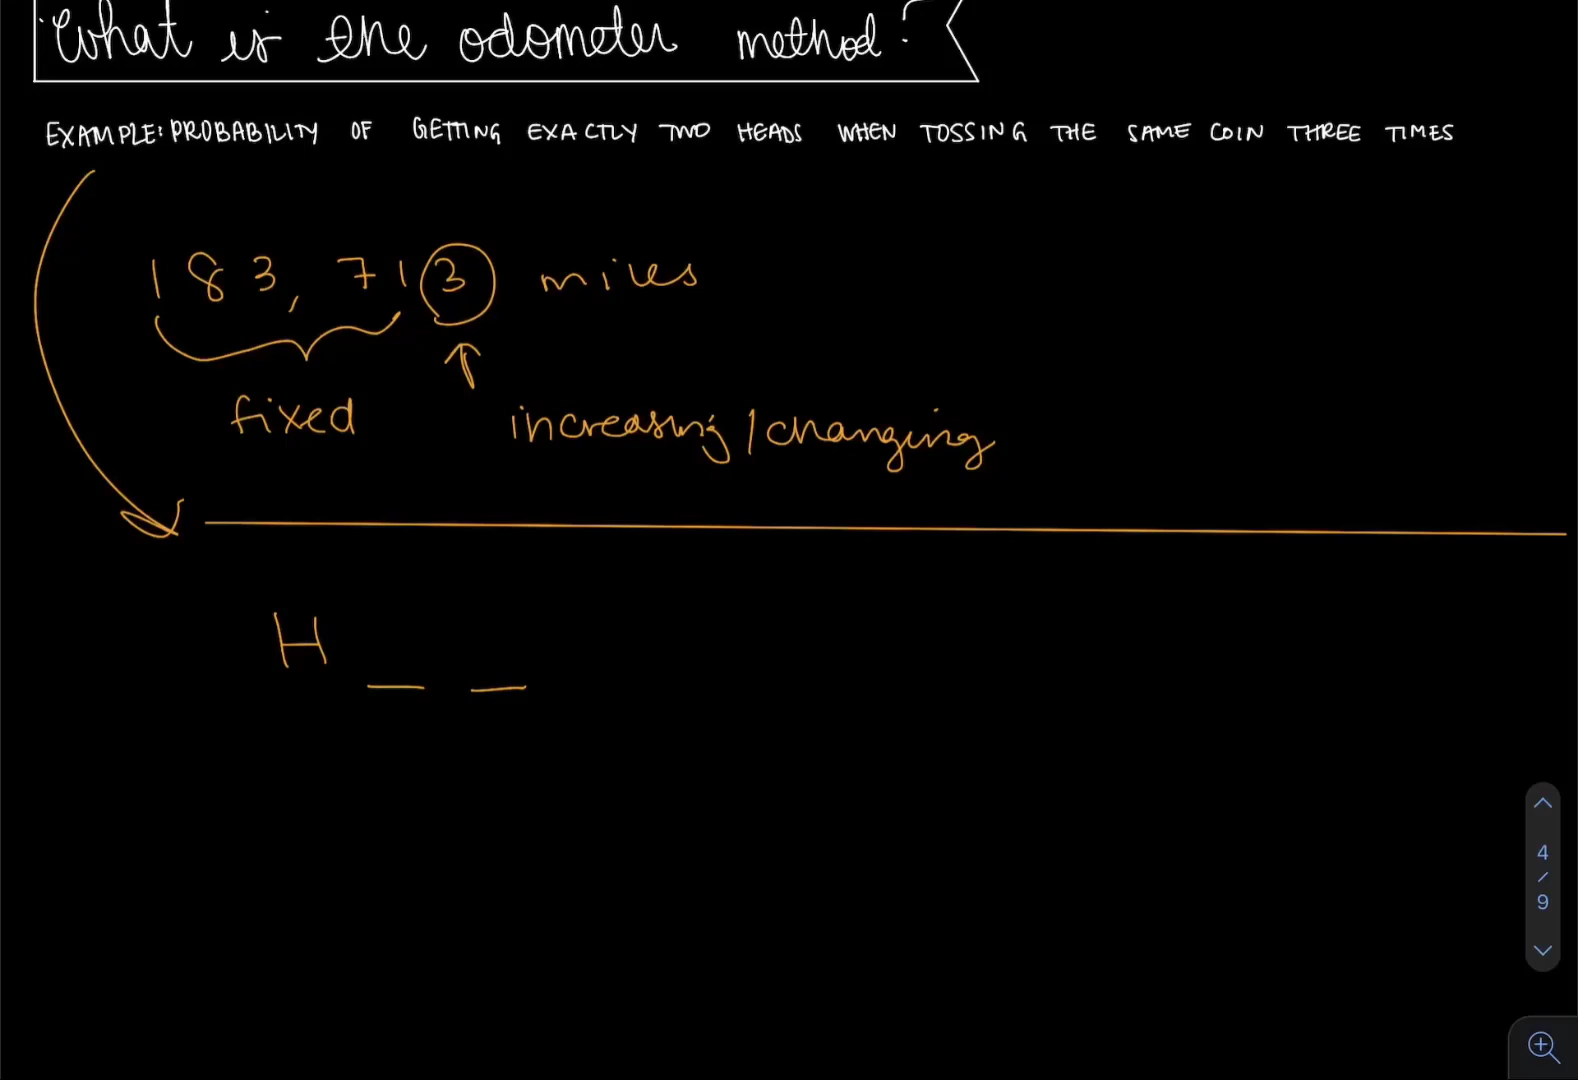 What is the odometer method?
EXAMPLE: PROBABILITY OF GETTING EXACTLY TWO HEADS WHEN TOSSING THE SAME COIN THREE TIMES
183,713 miles
fixed increasing/changing
H _ _
4
/
9